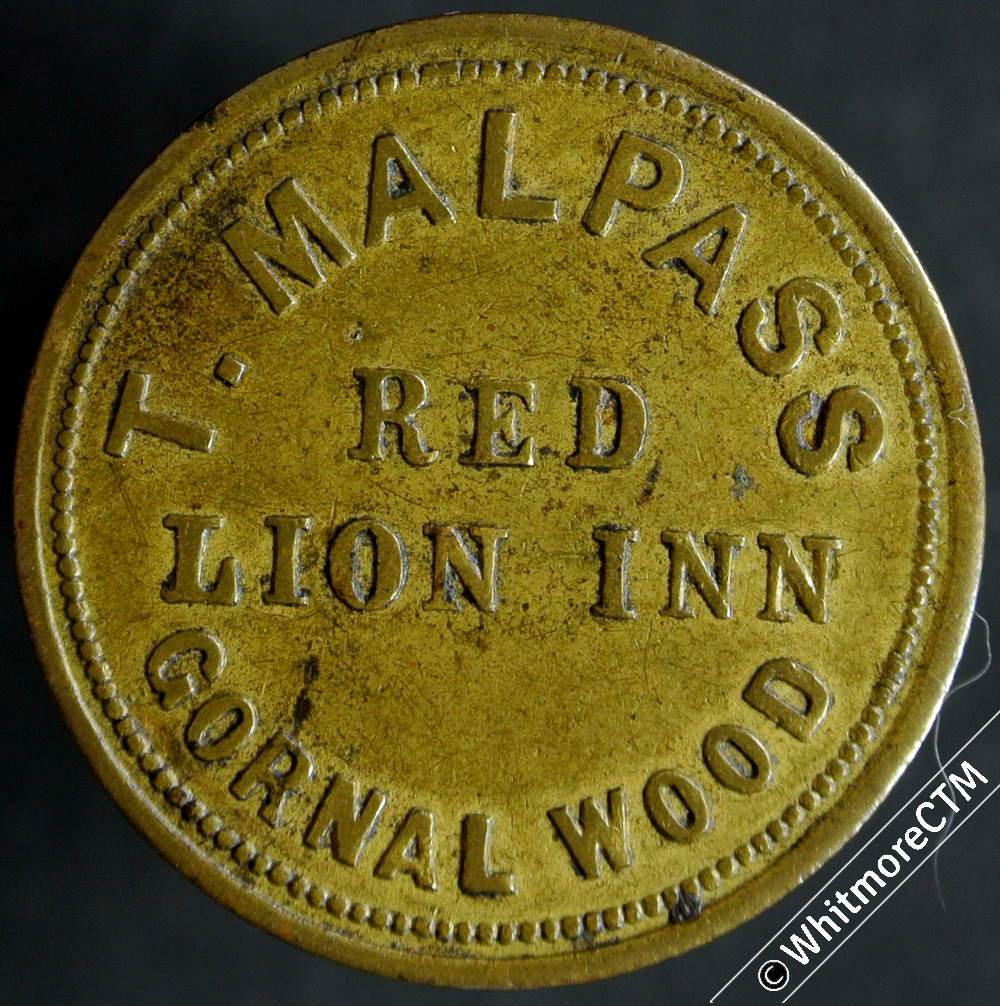 T. MALPASS
RED
LION INN
GORNAL WOOD
© WhitmoreCTM